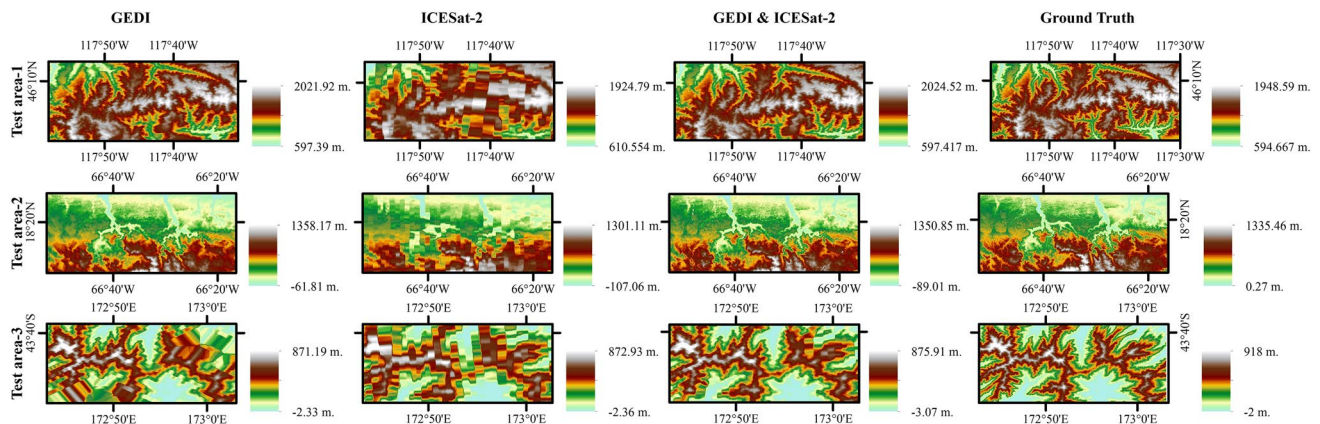 GEDI ICESat-2 GEDI & ICESat-2 Ground Truth
117°50'W 117°40'W 117°50'W 117°40'W 117°50'W 117°40'W 117°50'W 117°40'W 117°30'W
Test area-1 46°10'N 2021.92 m. 1924.79 m. 2024.52 m. 46°10'N 1948.59 m.
597.39 m. 610.554 m. 597.417 m. 594.667 m.
117°50'W 117°40'W 117°50'W 117°40'W 117°50'W 117°40'W 117°50'W 117°40'W 117°30'W
66°40'W 66°20'W 66°40'W 66°20'W 66°40'W 66°20'W 66°40'W 66°20'W
Test area-2 18°20'N 1358.17 m. 1301.11 m. 1350.85 m. 18°20'N 1335.46 m.
-61.81 m. -107.06 m. -89.01 m. 0.27 m.
66°40'W 66°20'W 66°40'W 66°20'W 66°40'W 66°20'W 66°40'W 66°20'W
172°50'E 173°0'E 172°50'E 173°0'E 172°50'E 173°0'E 172°50'E 173°0'E
Test area-3 43°40'S 871.19 m. 872.93 m. 875.91 m. 43°40'S 918 m.
-2.33 m. -2.36 m. -3.07 m. -2 m.
172°50'E 173°0'E 172°50'E 173°0'E 172°50'E 173°0'E 172°50'E 173°0'E